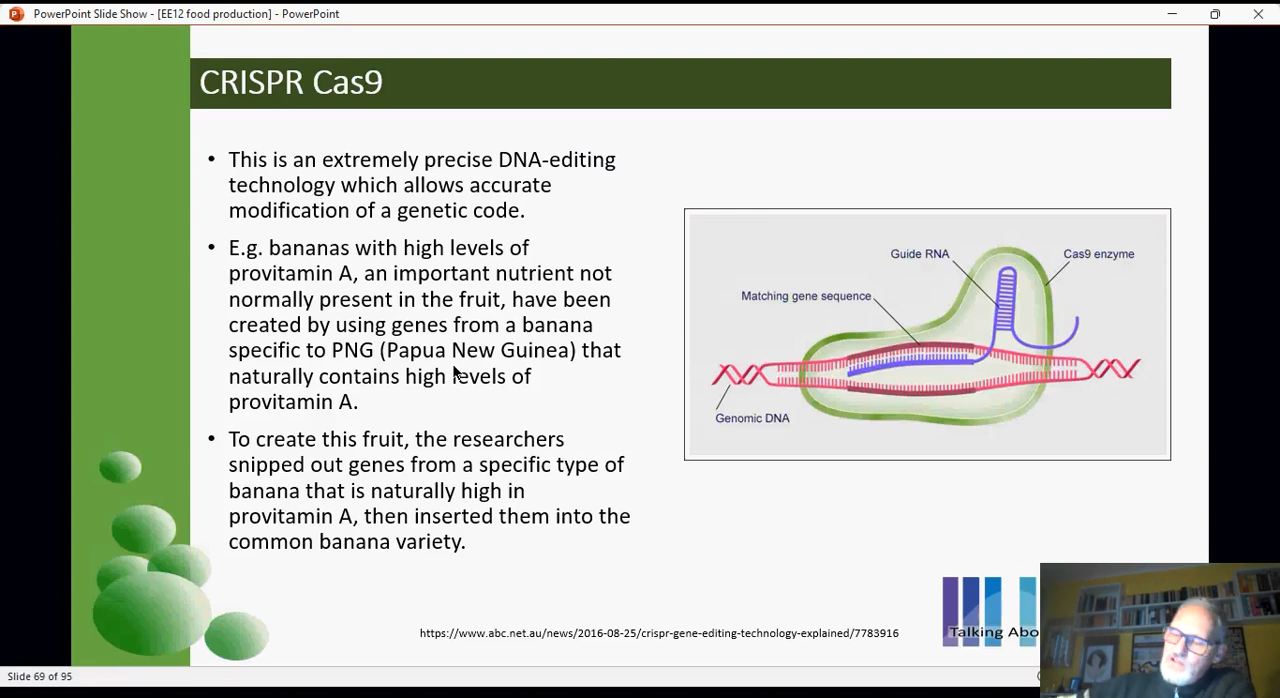 PowerPoint Slide Show - [EE12 food production] - PowerPoint
CRISPR Cas9
• This is an extremely precise DNA-editing
technology which allows accurate
modification of a genetic code.
• E.g. bananas with high levels of
provitamin A, an important nutrient not
normally present in the fruit, have been
created by using genes from a banana
specific to PNG (Papua New Guinea) that
naturally contains high levels of
provitamin A.
• To create this fruit, the researchers
snipped out genes from a specific type of
banana that is naturally high in
provitamin A, then inserted them into the
common banana variety.
Guide RNA
Cas9 enzyme
Matching gene sequence
Genomic DNA
https://www.abc.net.au/news/2016-08-25/crispr-gene-editing-technology-explained/7783916
Talking Abo
Slide 69 of 95